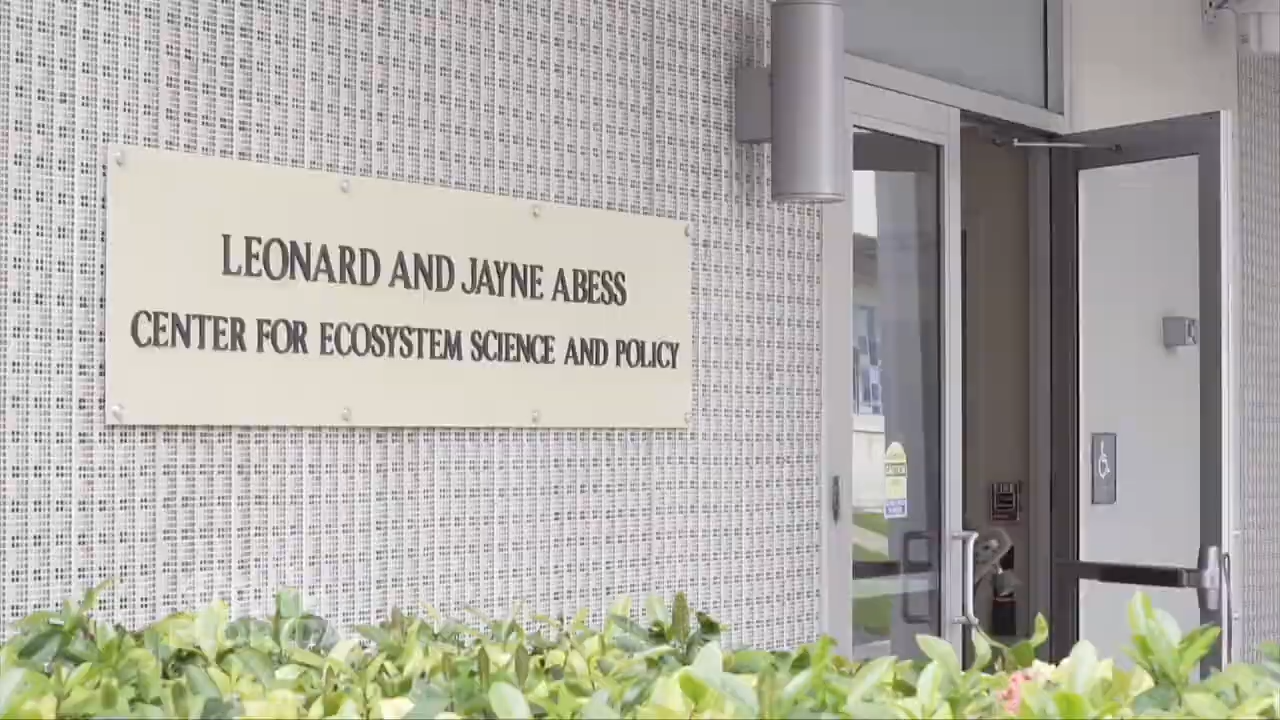 LEONARD AND JAYNE ABESS
CENTER FOR ECOSYSTEM SCIENCE AND POLICY